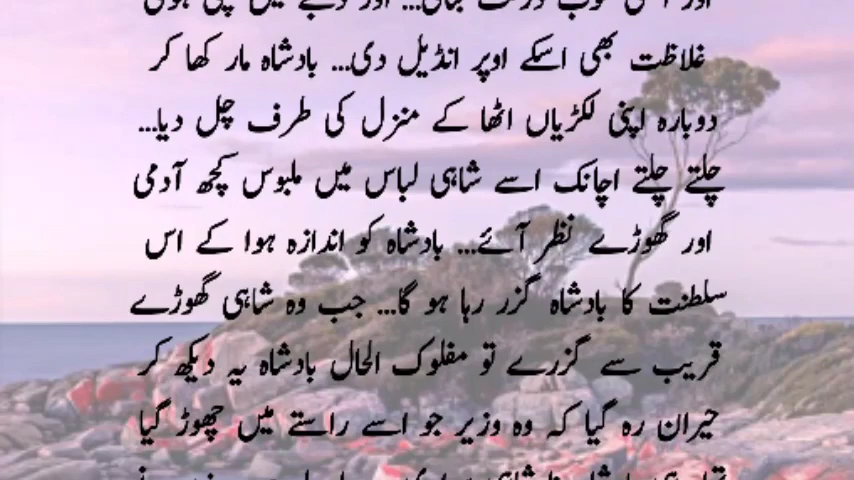 غلاظت بھی اسکے اوپر انڈیل دی... بادشاہ مار کھا کر
دوبارہ اپنی لکڑیاں اٹھا کے منزل کی طرف چل دیا...
چلتے چلتے اچانک اسے شاہی لباس میں ملبوس کچھ آدمی
اور گھوڑے نظر آئے... بادشاہ کو اندازہ ہوا کے اس
سلطنت کا بادشاہ گزر رہا ہو گا... جب وہ شاہی گھوڑے
قریب سے گزرے تو مفلوک الحال بادشاہ یہ دیکھ کر
حیران رہ گیا کہ وہ وزیر جو اسے راستے میں چھوڑ گیا